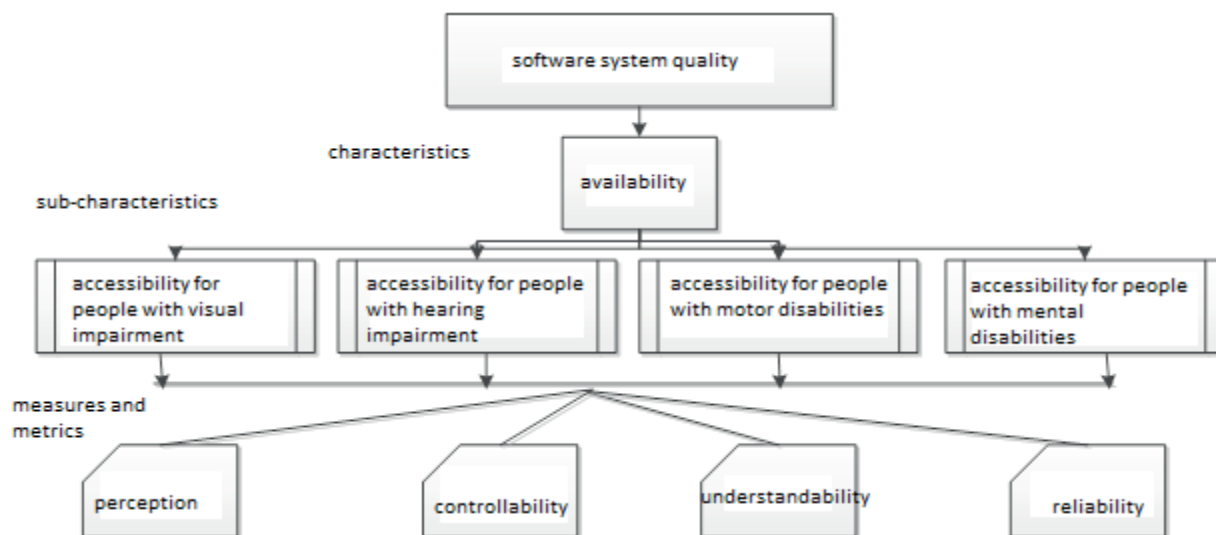 software system quality
characteristics
availability
sub-characteristics
accessibility for
people with visual
impairment
accessibility for people
with hearing
impairment
accessibility for people
with motor disabilities
accessibility for people
with mental
disabilities
measures and
metrics
perception
controllability
understandability
reliability